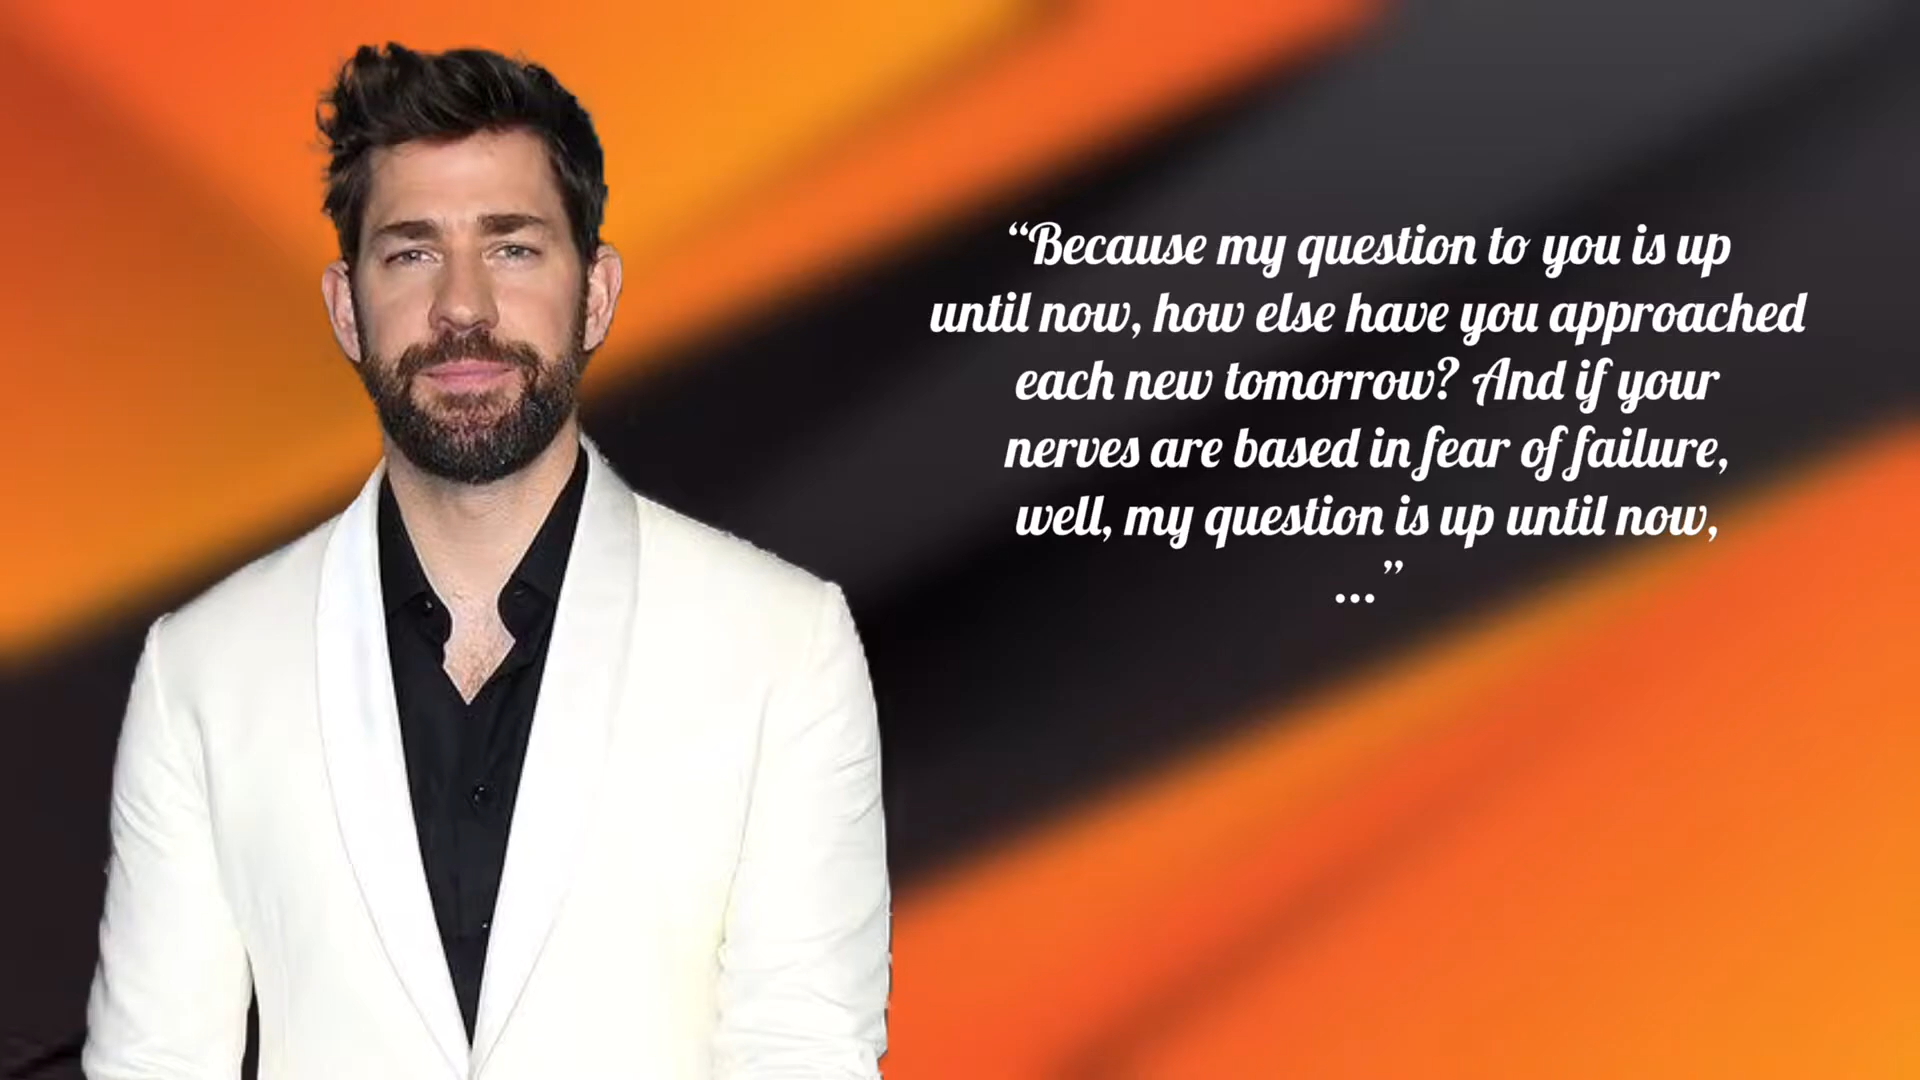 “Because my question to you is up
until now, how else have you approached
each new tomorrow? And if your
nerves are based in fear of failure,
well, my question is up until now,
...”